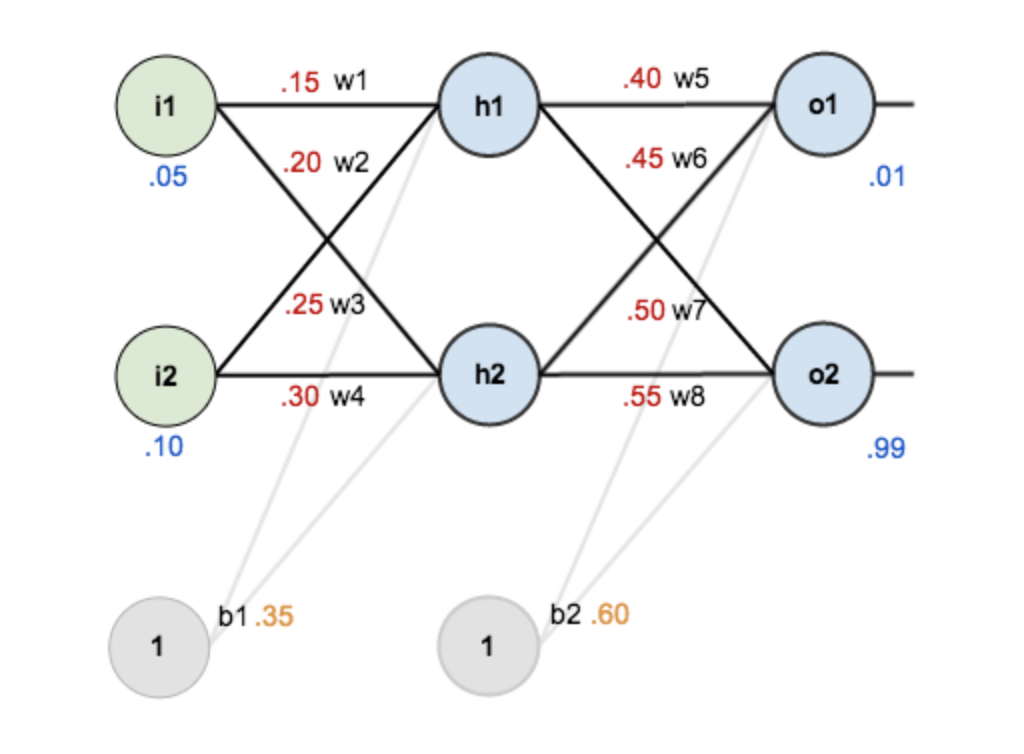 .15 w1
.40 w5
i1
h1
o1
.20 w2
.45 w6
.05
.01
.25 w3
.50 w7
i2
h2
o2
.30 w4
.55 w8
.10
.99
b1 .35
b2 .60
1
1